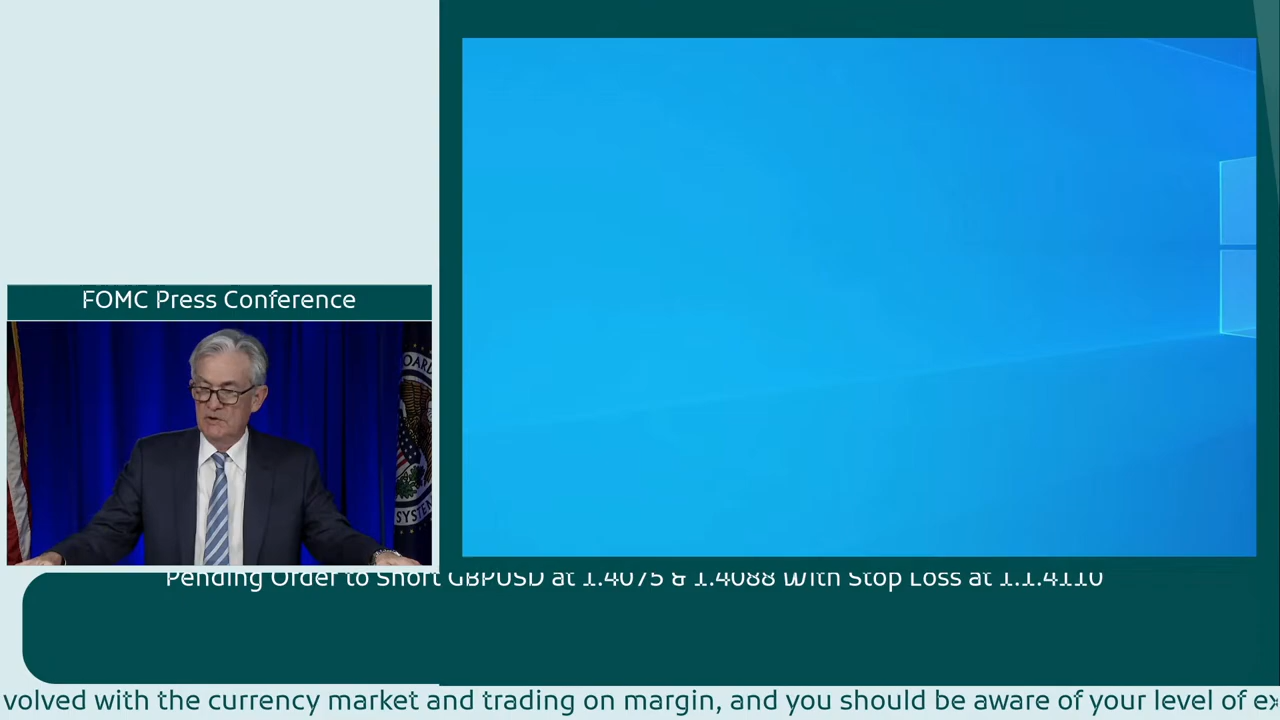 FOMC Press Conference
OARD
SYSTEM
Pending Order to Short GBPUSD at 1.4075 & 1.4088 With Stop Loss at 1.1.4110
volved with the currency market and trading on margin, and you should be aware of your level of ex